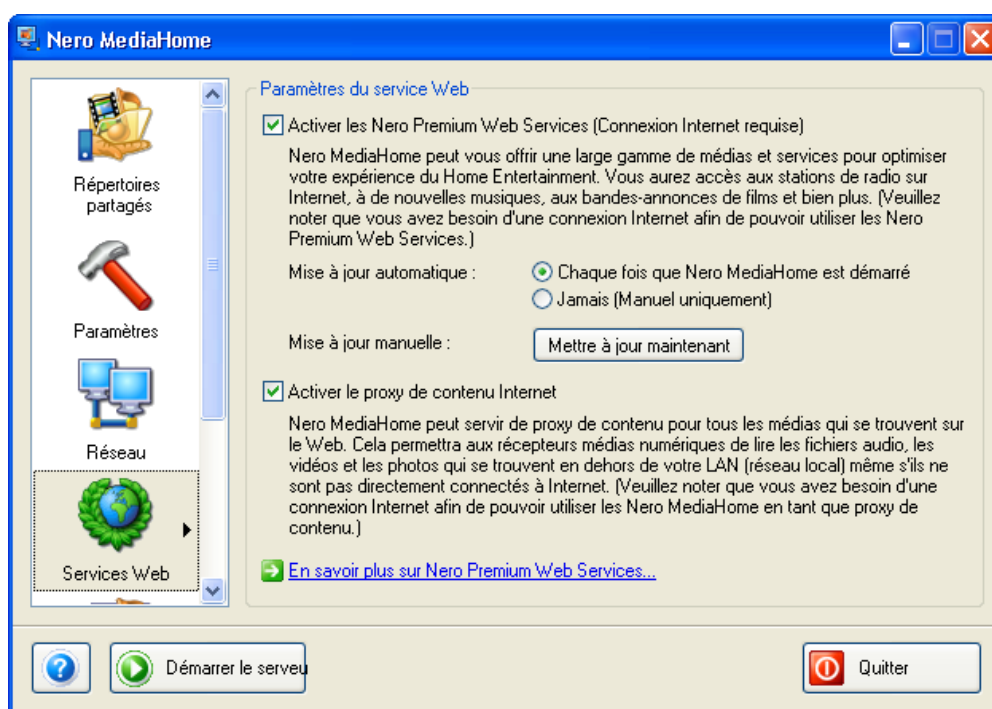 Nero MediaHome
Répertoires
partagés
Paramètres
Réseau
Services Web
Paramètres du service Web
Activer les Nero Premium Web Services (Connexion Internet requise)
Nero MediaHome peut vous offrir une large gamme de médias et services pour optimiser
votre expérience du Home Entertainment. Vous aurez accès aux stations de radio sur
Internet, à de nouvelles musiques, aux bandes-annonces de films et bien plus. (Veuillez
noter que vous avez besoin d'une connexion Internet afin de pouvoir utiliser les Nero
Premium Web Services.)
Mise à jour automatique :
Chaque fois que Nero MediaHome est démarré
Jamais (Manuel uniquement)
Mise à jour manuelle :
Mettre à jour maintenant
Activer le proxy de contenu Internet
Nero MediaHome peut servir de proxy de contenu pour tous les médias qui se trouvent sur
le Web. Cela permettra aux récepteurs médias numériques de lire les fichiers audio, les
vidéos et les photos qui se trouvent en dehors de votre LAN (réseau local) même s'ils ne
sont pas directement connectés à Internet. (Veuillez noter que vous avez besoin d'une
connexion Internet afin de pouvoir utiliser les Nero MediaHome en tant que proxy de
contenu.)
En savoir plus sur Nero Premium Web Services...
Démarrer le serveu
Quitter